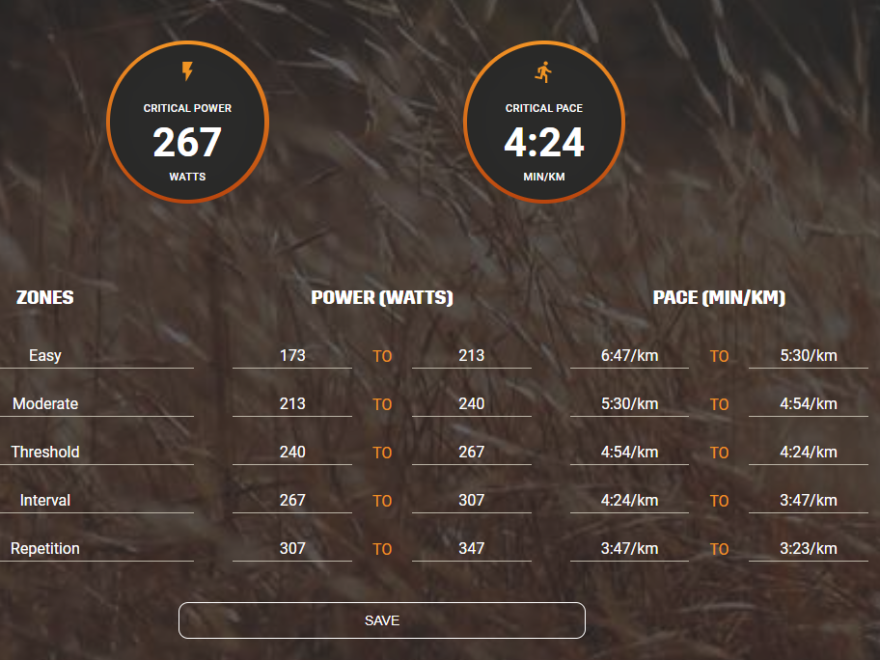 CRITICAL POWER
267
WATTS
CRITICAL PACE
4:24
MIN/KM
ZONES POWER (WATTS) PACE (MIN/KM)
Easy 173 TO 213 6:47/km TO 5:30/km
Moderate 213 TO 240 5:30/km TO 4:54/km
Threshold 240 TO 267 4:54/km TO 4:24/km
Interval 267 TO 307 4:24/km TO 3:47/km
Repetition 307 TO 347 3:47/km TO 3:23/km
SAVE